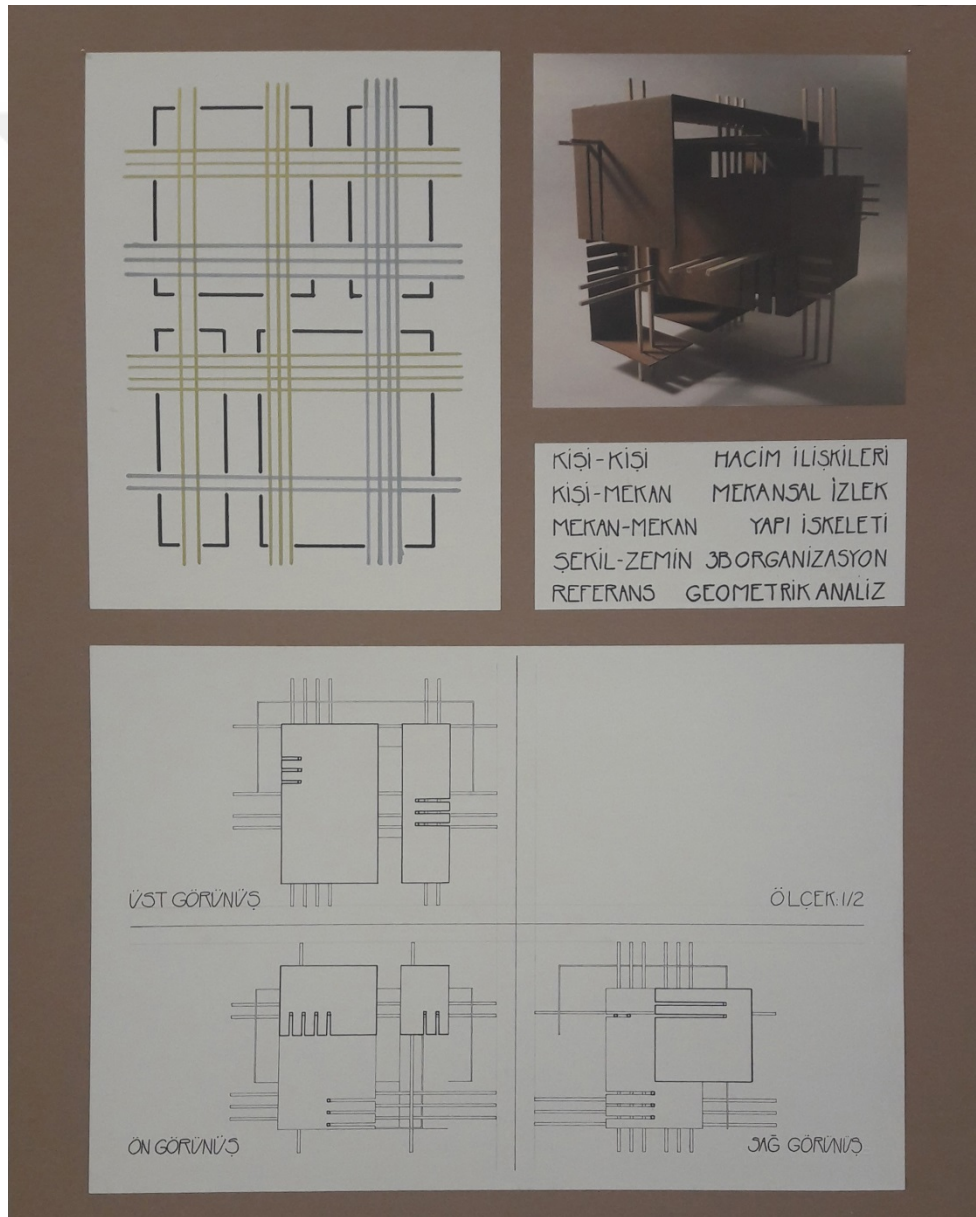 KİŞİ-KİŞİ HACİM İLİŞKİLERİ
KİŞİ-MEKAN MEKANSAL İZLEK
MEKAN-MEKAN YAPI İSKELETİ
ŞEKİL-ZEMİN 3B ORGANİZASYON
REFERANS GEOMETRİK ANALİZ
ÜST GÖRÜNÜŞ
ÖLÇEK:1/2
ÖN GÖRÜNÜŞ
SAĞ GÖRÜNÜŞ